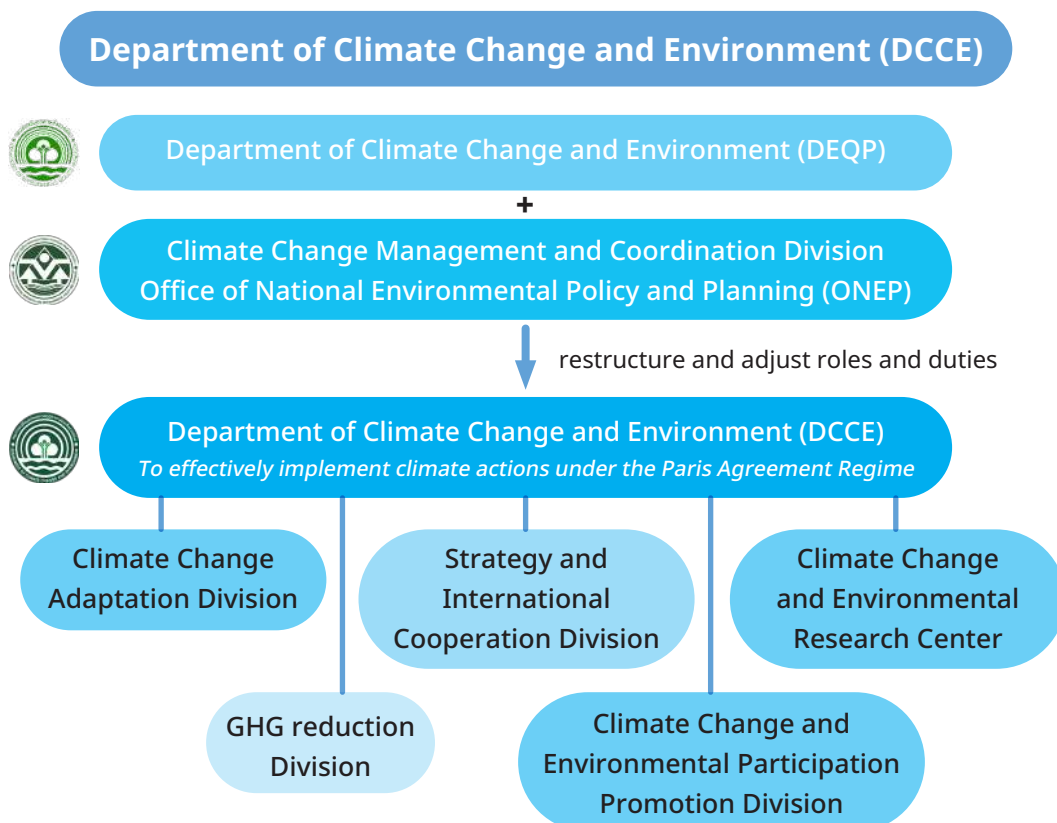 Department of Climate Change and Environment (DCCE)
Department of Climate Change and Environment (DEQP)
+
Climate Change Management and Coordination Division
Office of National Environmental Policy and Planning (ONEP)
restructure and adjust roles and duties
Department of Climate Change and Environment (DCCE)
To effectively implement climate actions under the Paris Agreement Regime
Climate Change
Adaptation Division
Strategy and
International
Cooperation Division
Climate Change
and Environmental
Research Center
GHG reduction
Division
Climate Change and
Environmental Participation
Promotion Division